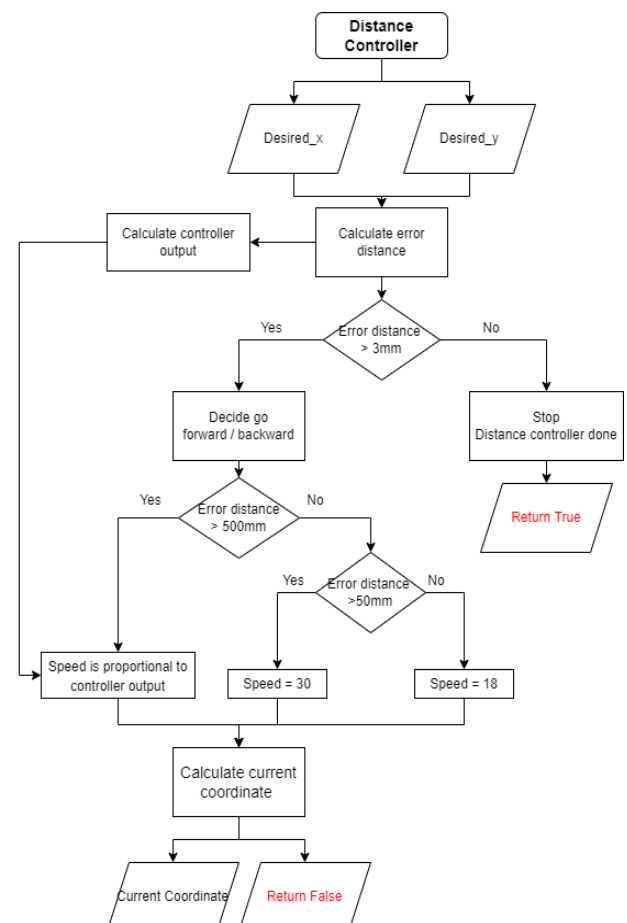 Distance
Controller
Desired_x
Desired_y
Calculate controller
output
Calculate error
distance
Yes
Error distance
> 3mm
No
Decide go
forward / backward
Stop
Distance controller done
Yes
Error distance
> 500mm
No
Return True
Yes
Error distance
>50mm
No
Speed is proportional to
controller output
Speed = 30
Speed = 18
Calculate current
coordinate
Current Coordinate
Return False